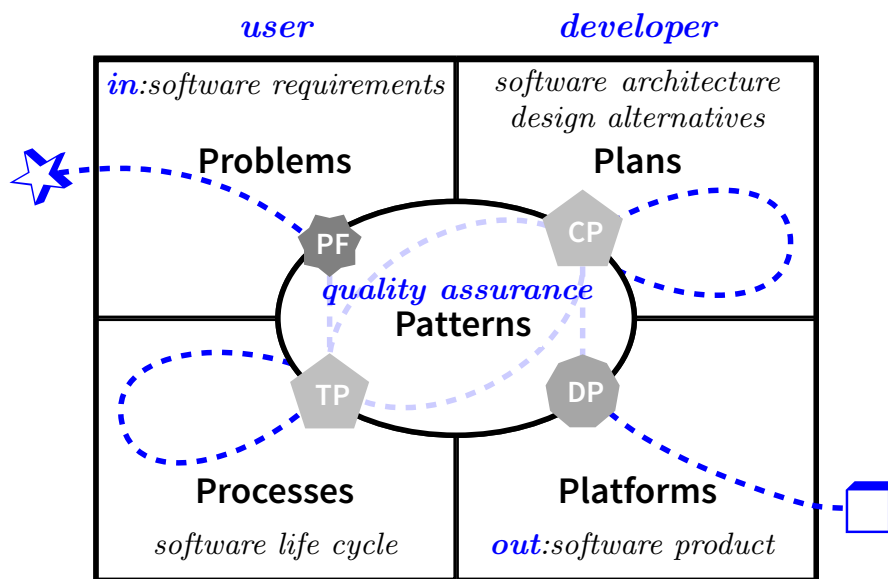 user
developer
in:software requirements
software architecture
design alternatives
Problems
Plans
PF
CP
quality assurance
Patterns
TP
DP
Processes
Platforms
software life cycle
out:software product